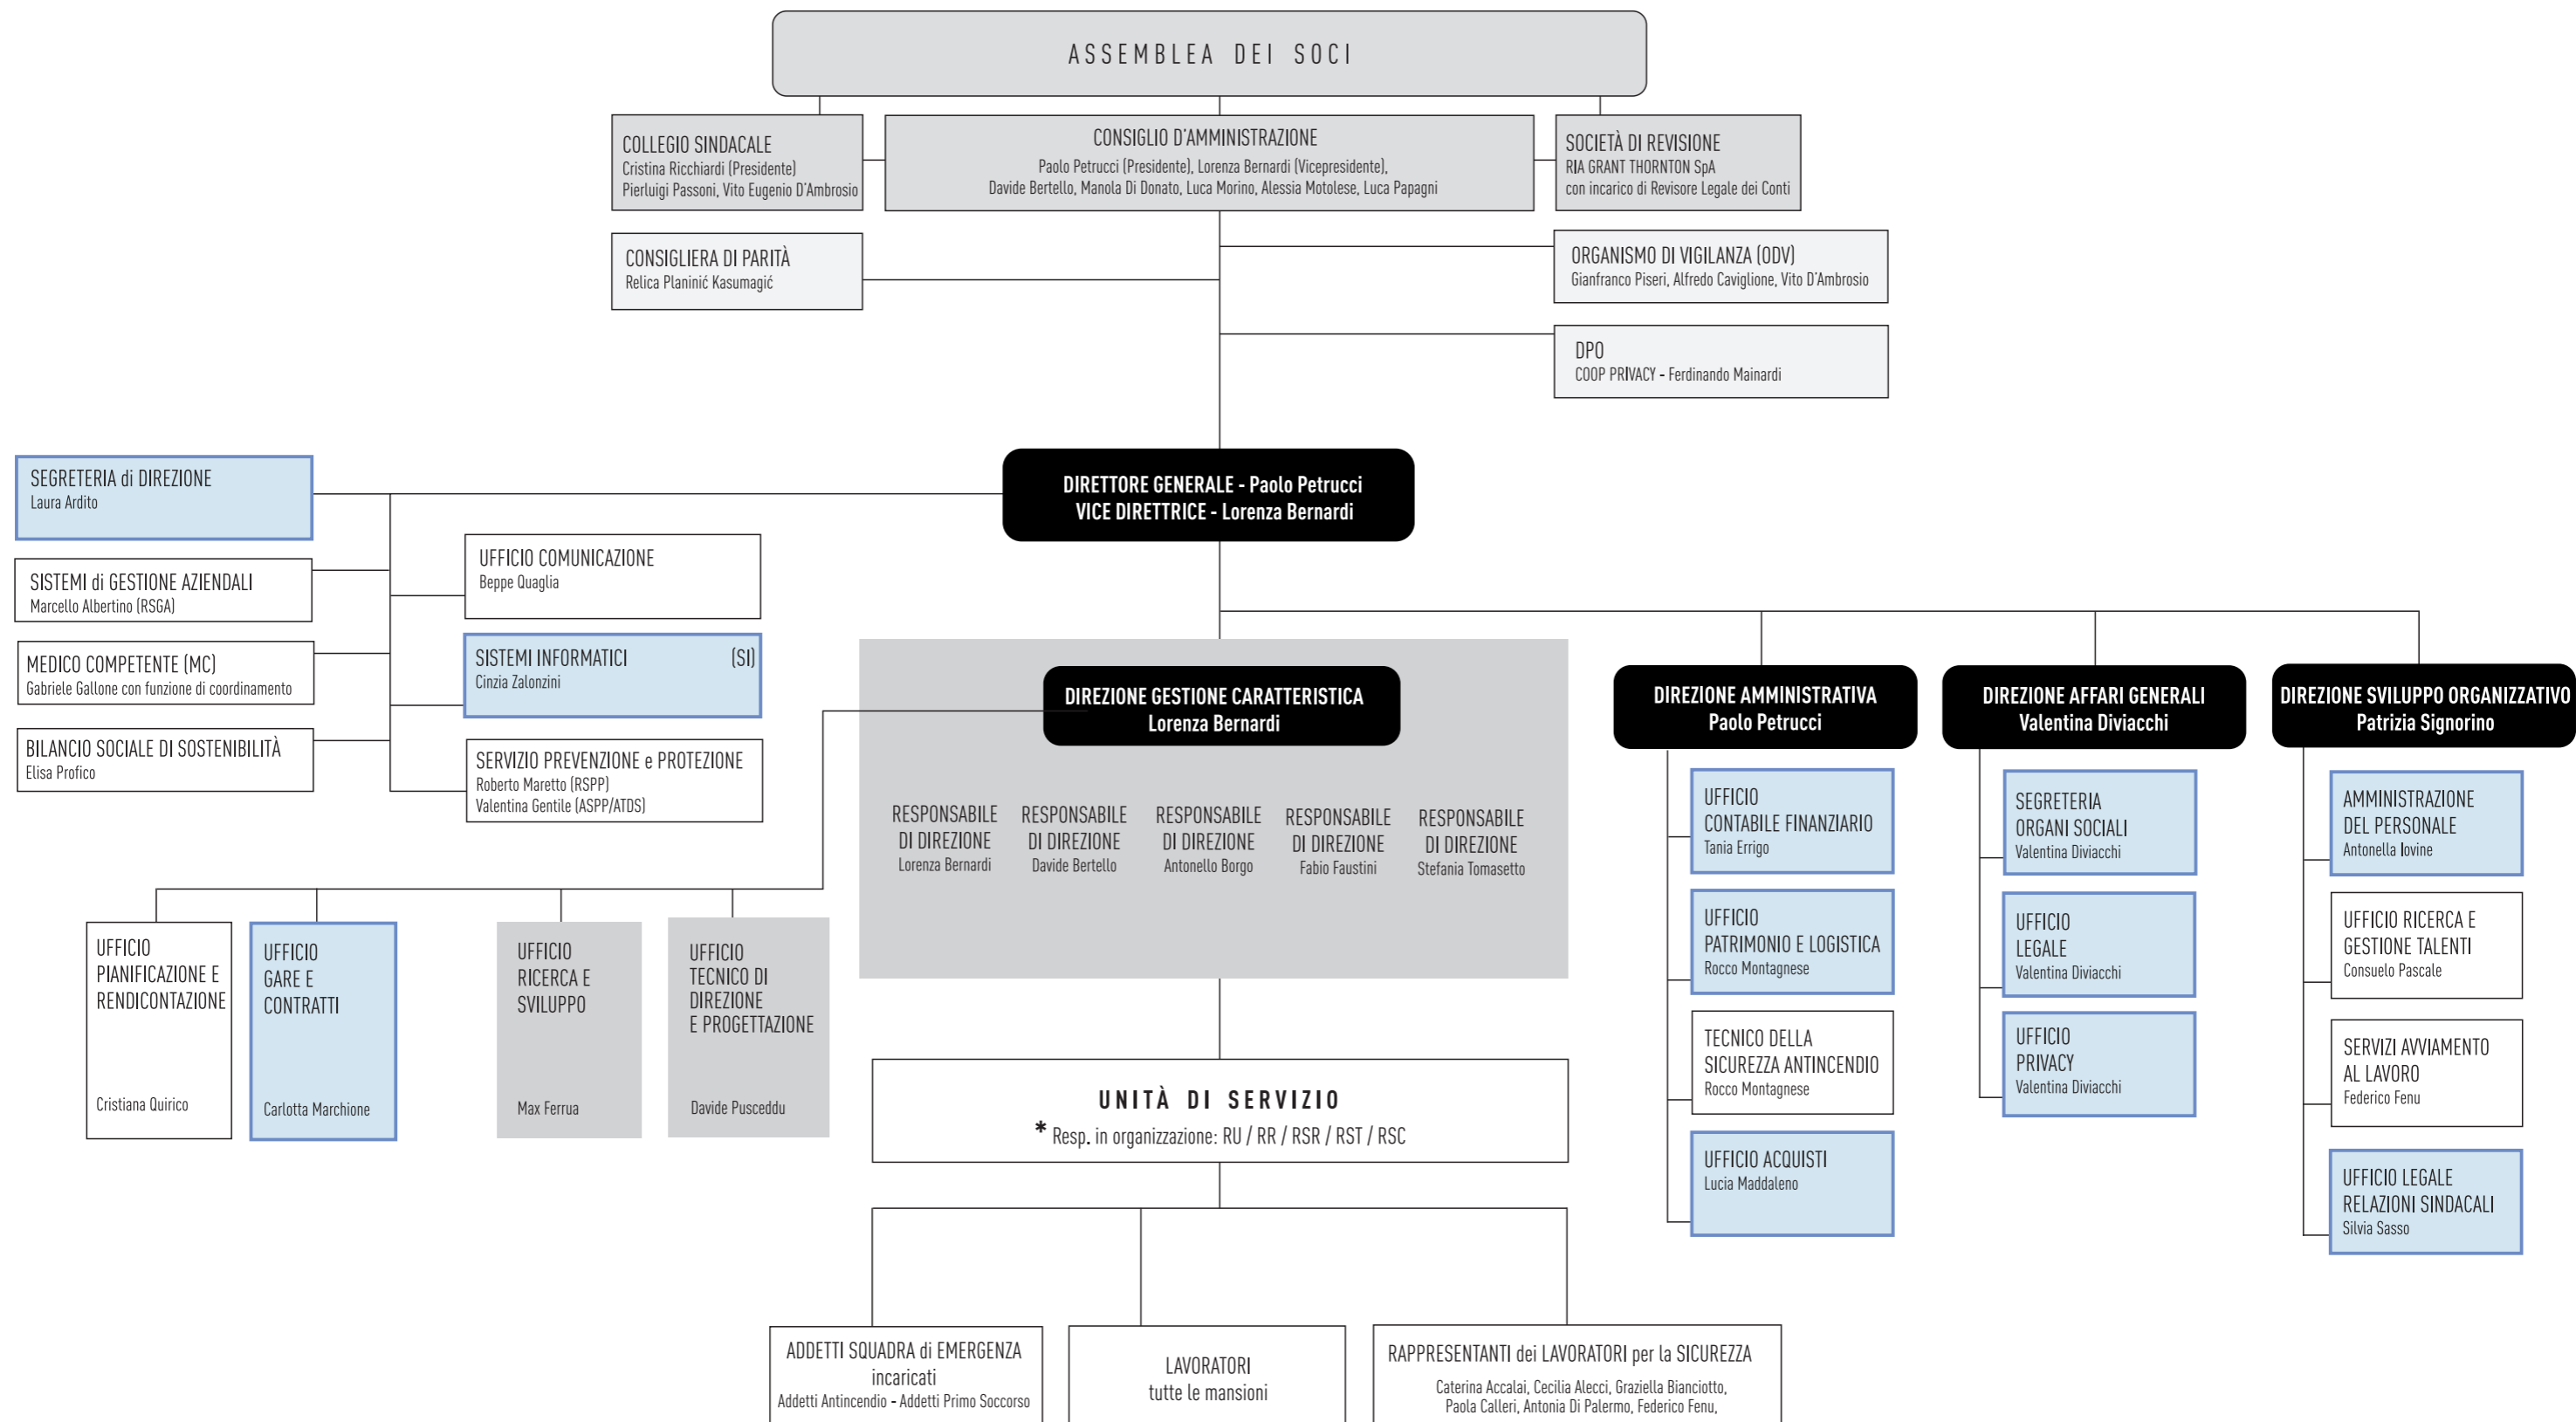 ASSEMBLEA DEI SOCI
COLLEGIO SINDACALE
Cristina Ricchiardi (Presidente)
Pierluigi Passoni, Vito Eugenio D'Ambrosio
CONSIGLIO D'AMMINISTRAZIONE
Paolo Petrucci (Presidente), Lorenza Bernardi (Vicepresidente),
Davide Bertello, Manola Di Donato, Luca Morino, Alessia Motolese, Luca Papagni
SOCIETÀ DI REVISIONE
RIA GRANT THORNTON SpA
con incarico di Revisore Legale dei Conti
CONSIGLIERA DI PARITÀ
Relica Planinić Kasumagić
ORGANISMO DI VIGILANZA (ODV)
Gianfranco Piseri, Alfredo Caviglione, Vito D'Ambrosio
DPO
COOP PRIVACY - Ferdinando Mainardi
DIRETTORE GENERALE - Paolo Petrucci
VICE DIRETTRICE - Lorenza Bernardi
SEGRETERIA di DIREZIONE
Laura Ardito
SISTEMI di GESTIONE AZIENDALI
Marcello Albertino (RSGA)
MEDICO COMPETENTE (MC)
Gabriele Gallone con funzione di coordinamento
BILANCIO SOCIALE DI SOSTENIBILITÀ
Elisa Profico
UFFICIO COMUNICAZIONE
Beppe Quaglia
SISTEMI INFORMATICI (SI)
Cinzia Zalonzini
SERVIZIO PREVENZIONE e PROTEZIONE
Roberto Maretto (RSPP)
Valentina Gentile (ASPP/ATDS)
DIREZIONE GESTIONE CARATTERISTICA
Lorenza Bernardi
RESPONSABILE
DI DIREZIONE
Lorenza Bernardi
RESPONSABILE
DI DIREZIONE
Davide Bertello
RESPONSABILE
DI DIREZIONE
Antonello Borgo
RESPONSABILE
DI DIREZIONE
Fabio Faustini
RESPONSABILE
DI DIREZIONE
Stefania Tomasetto
DIREZIONE AMMINISTRATIVA
Paolo Petrucci
UFFICIO
CONTABILE FINANZIARIO
Tania Errigo
UFFICIO
PATRIMONIO E LOGISTICA
Rocco Montagnese
TECNICO DELLA
SICUREZZA ANTINCENDIO
Rocco Montagnese
UFFICIO ACQUISTI
Lucia Maddaleno
DIREZIONE AFFARI GENERALI
Valentina Diviacchi
SEGRETERIA
ORGANI SOCIALI
Valentina Diviacchi
UFFICIO
LEGALE
Valentina Diviacchi
UFFICIO
PRIVACY
Valentina Diviacchi
DIREZIONE SVILUPPO ORGANIZZATIVO
Patrizia Signorino
AMMINISTRAZIONE
DEL PERSONALE
Antonella Iovine
UFFICIO RICERCA E
GESTIONE TALENTI
Consuelo Pascale
SERVIZI AVVIAMENTO
AL LAVORO
Federico Fenu
UFFICIO LEGALE
RELAZIONI SINDACALI
Silvia Sasso
UFFICIO
PIANIFICAZIONE E
RENDICONTAZIONE
Cristiana Quirico
UFFICIO
GARE E
CONTRATTI
Carlotta Marchione
UFFICIO
RICERCA E
SVILUPPO
Max Ferrua
UFFICIO
TECNICO DI
DIREZIONE
E PROGETTAZIONE
Davide Pusceddu
UNITÀ DI SERVIZIO
* Resp. in organizzazione: RU / RR / RSR / RST / RSC
ADDETTI SQUADRA di EMERGENZA
incaricati
Addetti Antincendio - Addetti Primo Soccorso
LAVORATORI
tutte le mansioni
RAPPRESENTANTI dei LAVORATORI per la SICUREZZA
Caterina Accalai, Cecilia Alecci, Graziella Bianciotto,
Paola Calleri, Antonia Di Palermo, Federico Fenu,